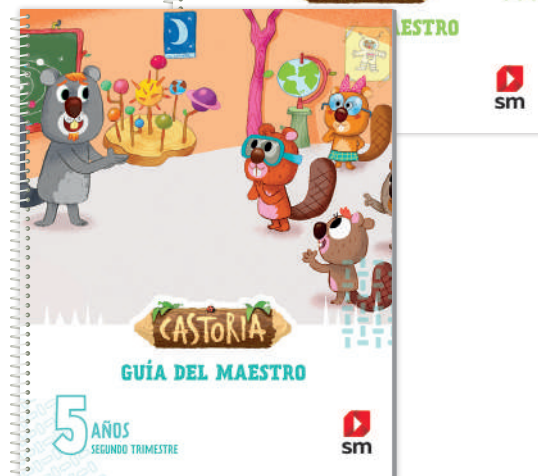 ESTRO
sm
CASTORIA
GUÍA DEL MAESTRO
5 AÑOS
SEGUNDO TRIMESTRE
sm